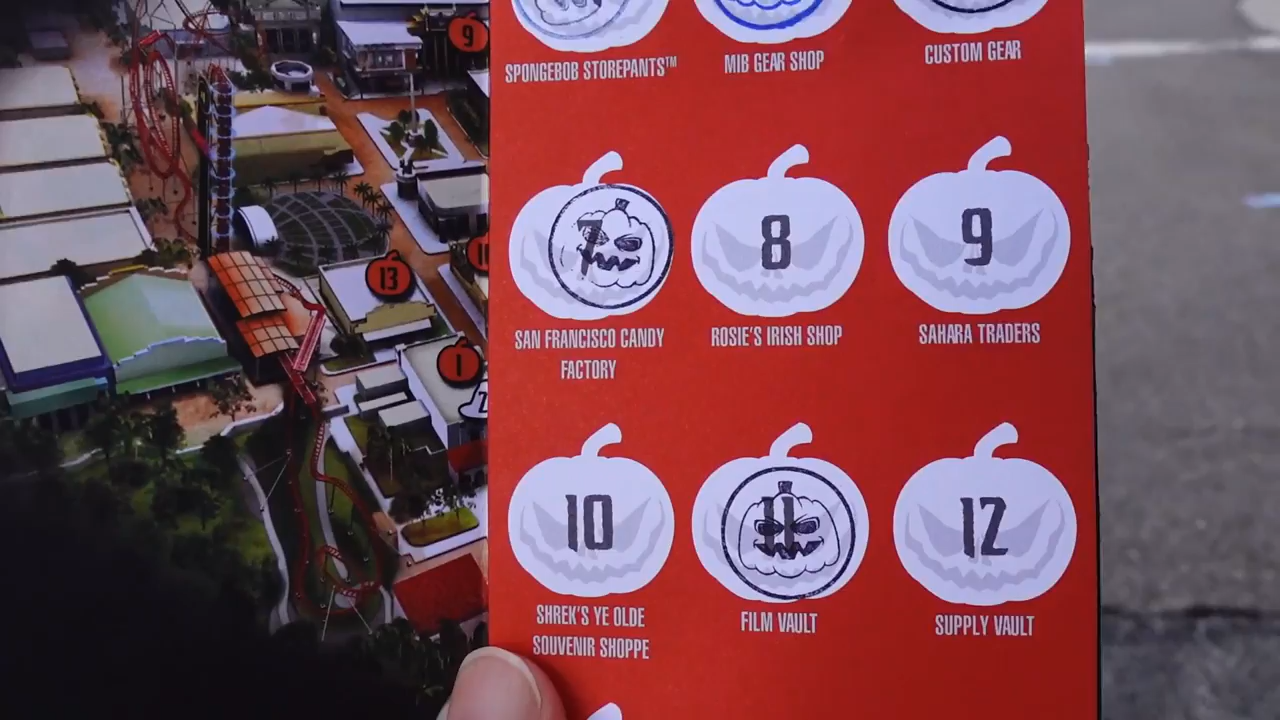 9
SPONGEBOB STOREPANTS™
MIB GEAR SHOP
CUSTOM GEAR
13
1
7
8
9
SAN FRANCISCO CANDY
FACTORY
ROSIE'S IRISH SHOP
SAHARA TRADERS
10
11
12
SHREK'S YE OLDE
SOUVENIR SHOPPE
FILM VAULT
SUPPLY VAULT